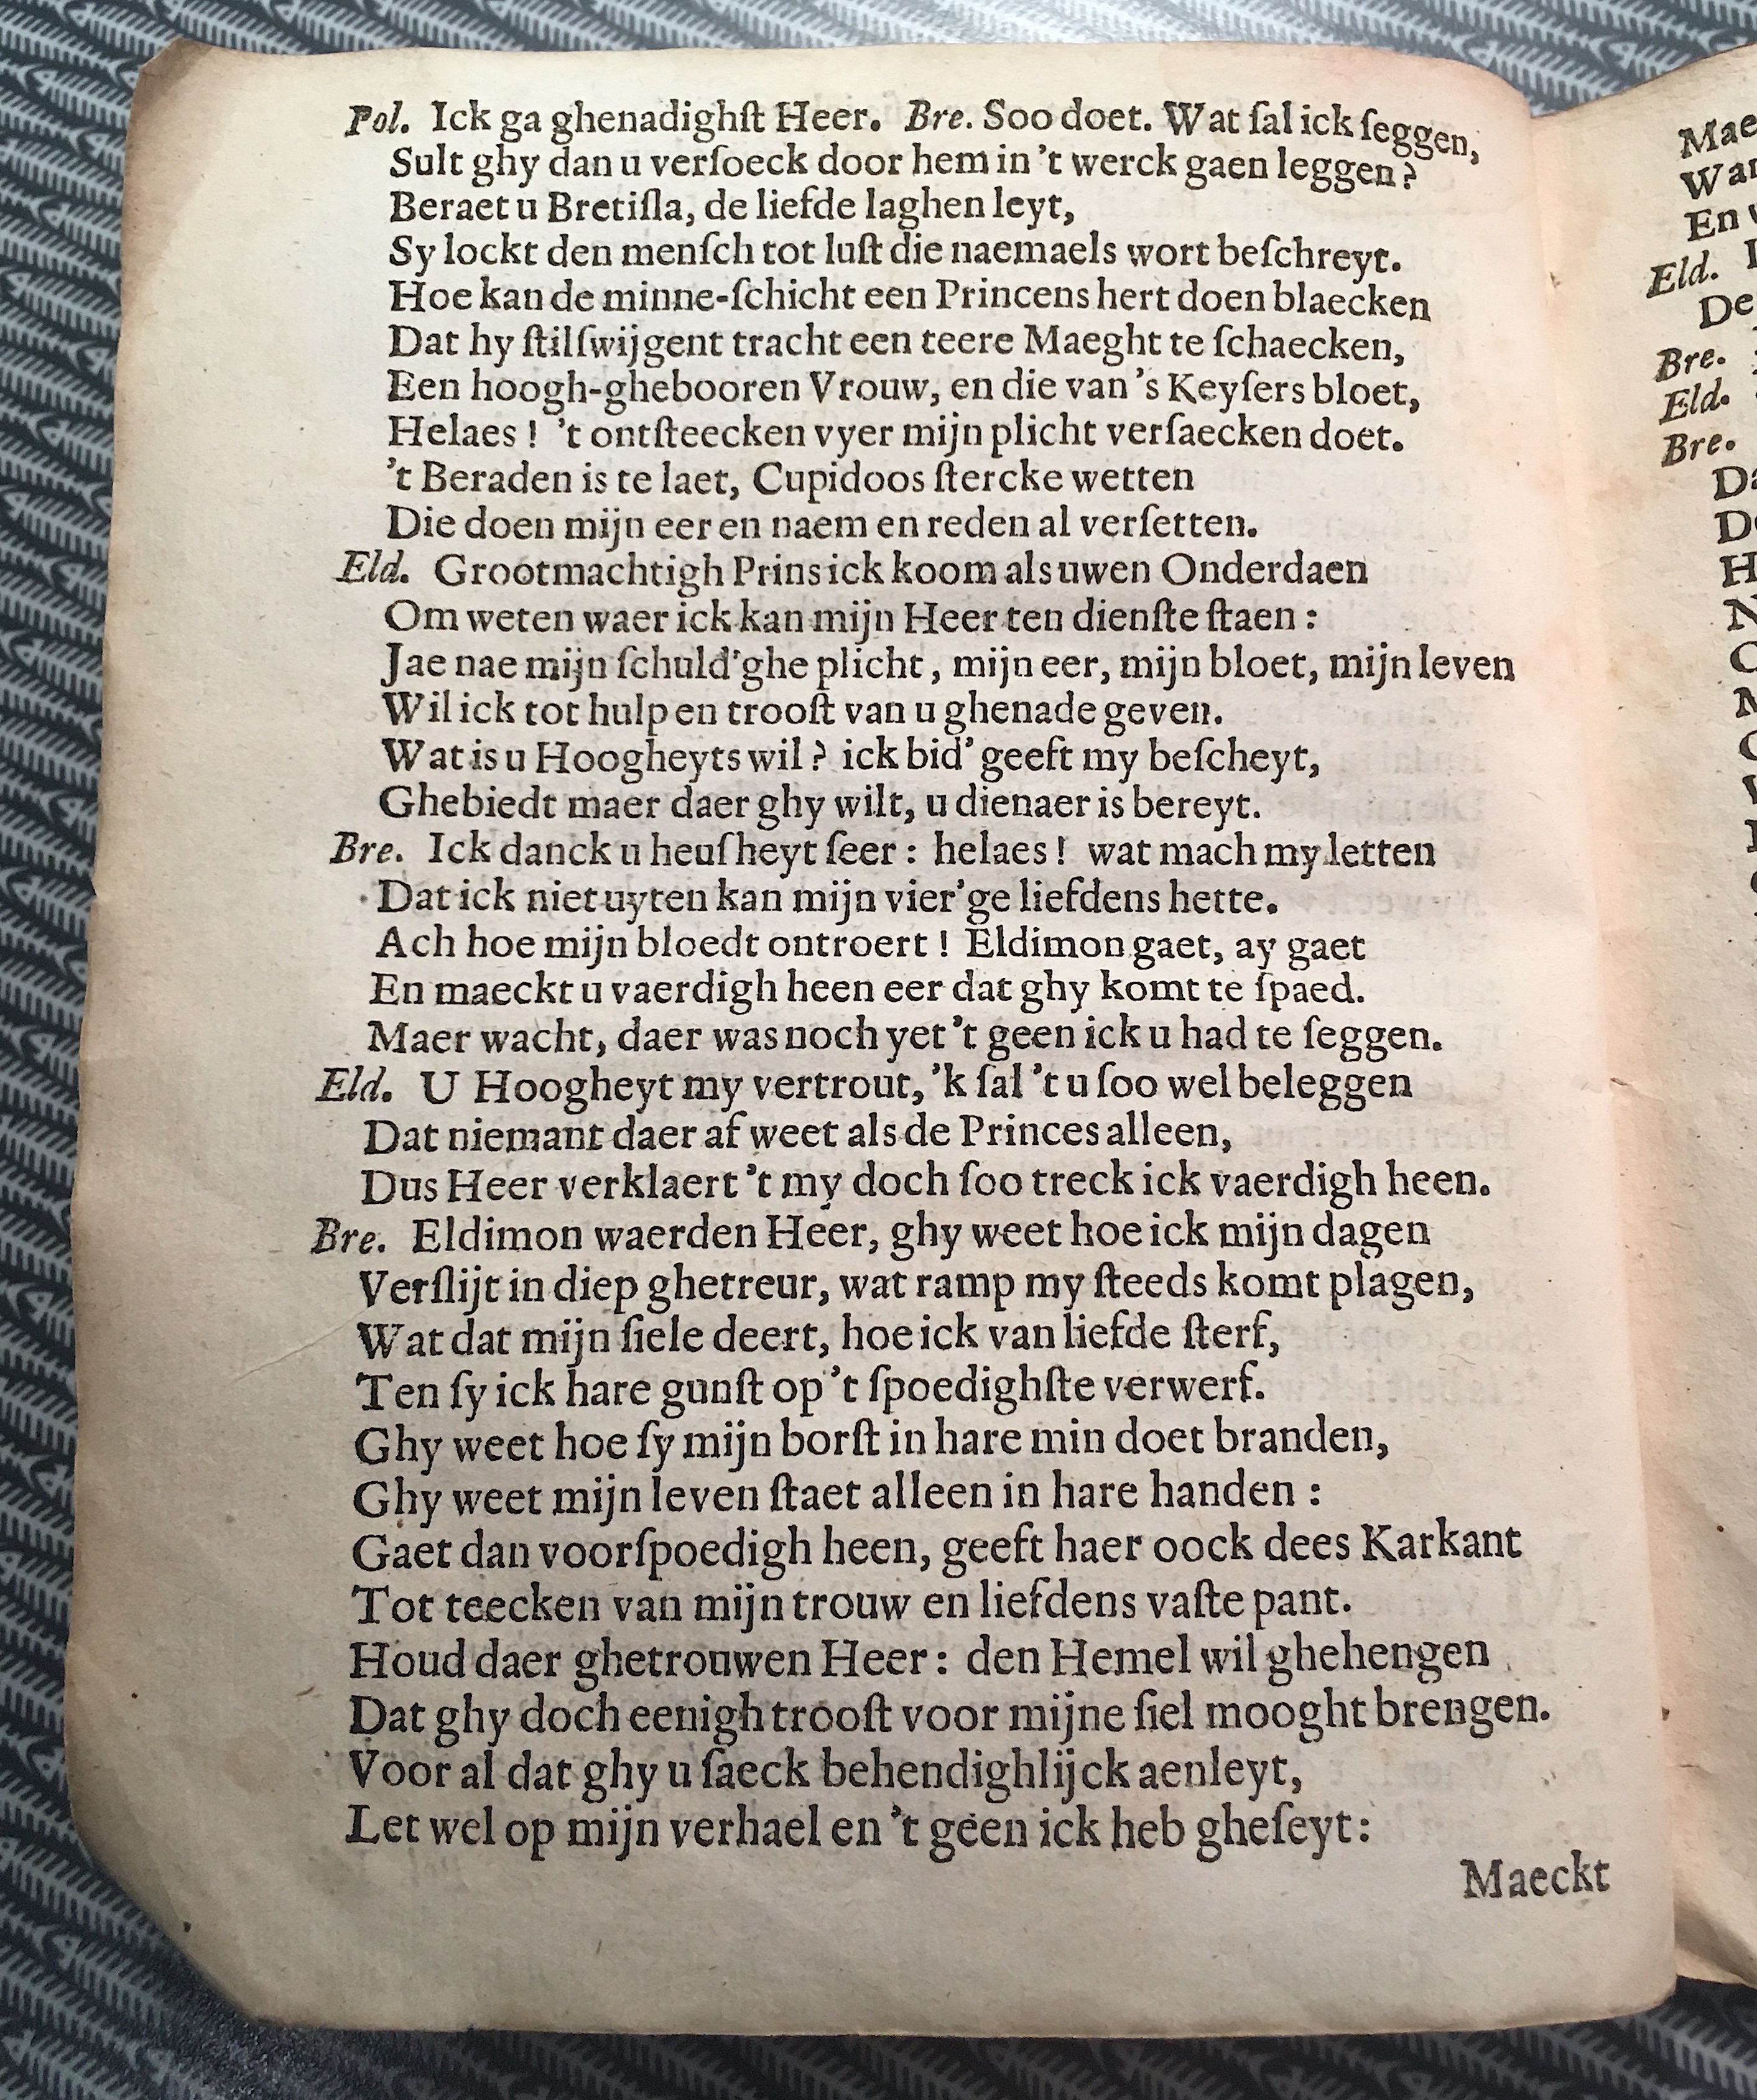 Pol. Ick ga ghenadighſt Heer. Bre. Soo doet. Wat ſal ick ſeggen,
Sult ghy dan u verſoeck door hem in 't werck gaen leggen?
Beraet u Bretiſla, de liefde laghen leyt,
Sy lockt den menſch tot luſt die naemaels wort beſchreyt.
Hoe kan de minne-ſchicht een Princens hert doen blaecken
Dat hy ſtilſwijgent tracht een teere Maeght te ſchaecken,
Een hoogh-ghebooren Vrouw, en die van 's Keyſers bloet,
Helaes! 't ontſteecken vyer mijn plicht verſaecken doet.
't Beraden is te laet, Cupidoos ſtercke wetten
Die doen mijn eer en naem en reden al verſetten.
Eld. Grootmachtigh Prins ick koom als uwen Onderdaen
Om weten waer ick kan mijn Heer ten dienſte ſtaen:
Jae nae mijn ſchuld'ghe plicht, mijn eer, mijn bloet, mijn leven
Wil ick tot hulp en trooſt van u ghenade geven.
Wat is u Hoogheyts wil? ick bid' geeft my beſcheyt,
Ghebiedt maer daer ghy wilt, u dienaer is bereyt.
Bre. Ick danck u heuſheyt ſeer: helaes! wat mach my letten
Dat ick niet uyten kan mijn vier'ge liefdens hette.
Ach hoe mijn bloedt ontroert! Eldimon gaet, ay gaet
En maeckt u vaerdigh heen eer dat ghy komt te ſpaed.
Maer wacht, daer was noch yet 't geen ick u had te ſeggen.
Eld. U Hoogheyt my vertrout, 'k ſal 't u ſoo wel beleggen
Dat niemant daer af weet als de Princes alleen,
Dus Heer verklaert 't my doch ſoo treck ick vaerdigh heen.
Bre. Eldimon waerden Heer, ghy weet hoe ick mijn dagen
Verſlijt in diep ghetreur, wat ramp my ſteeds komt plagen,
Wat dat mijn ſiele deert, hoe ick van liefde ſterf,
Ten ſy ick hare gunſt op 't ſpoedighſte verwerf.
Ghy weet hoe ſy mijn borſt in hare min doet branden,
Ghy weet mijn leven ſtaet alleen in hare handen:
Gaet dan voorſpoedigh heen, geeft haer oock dees Karkant
Tot teecken van mijn trouw en liefdens vaſte pant.
Houd daer ghetrouwen Heer: den Hemel wil ghehengen
Dat ghy doch eenigh trooſt voor mijne ſiel mooght brengen.
Voor al dat ghy u ſaeck behendighlijck aenleyt,
Let wel op mijn verhael en 't geen ick heb gheſeyt:
Maeckt
Mae
En
Eld.
De
Bre.
Eld.
Bre.